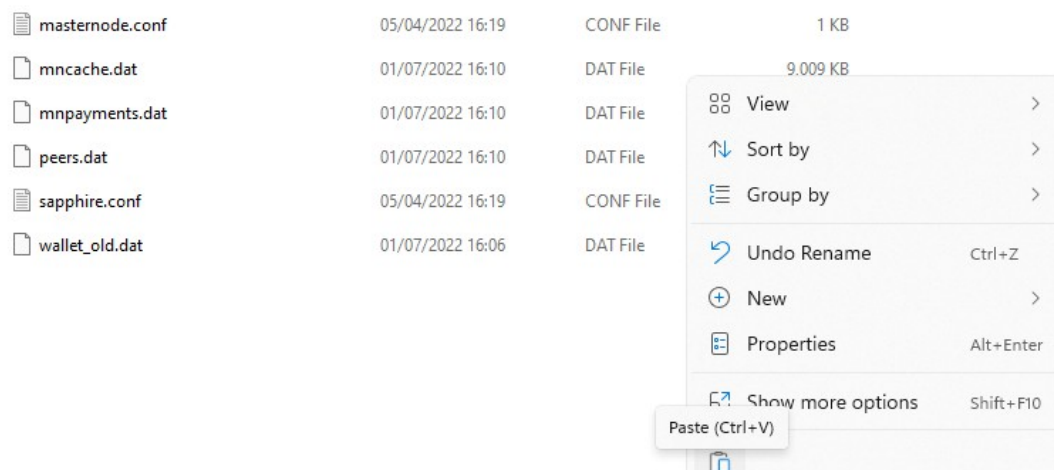 masternode.conf 05/04/2022 16:19 CONF File 1 KB
mncache.dat 01/07/2022 16:10 DAT File 9.009 KB
mnpayments.dat 01/07/2022 16:10 DAT File
peers.dat 01/07/2022 16:10 DAT File
sapphire.conf 05/04/2022 16:19 CONF File
wallet_old.dat 01/07/2022 16:06 DAT File
View
Sort by
Group by
Undo Rename Ctrl+Z
New
Properties Alt+Enter
Show more options Shift+F10
Paste (Ctrl+V)